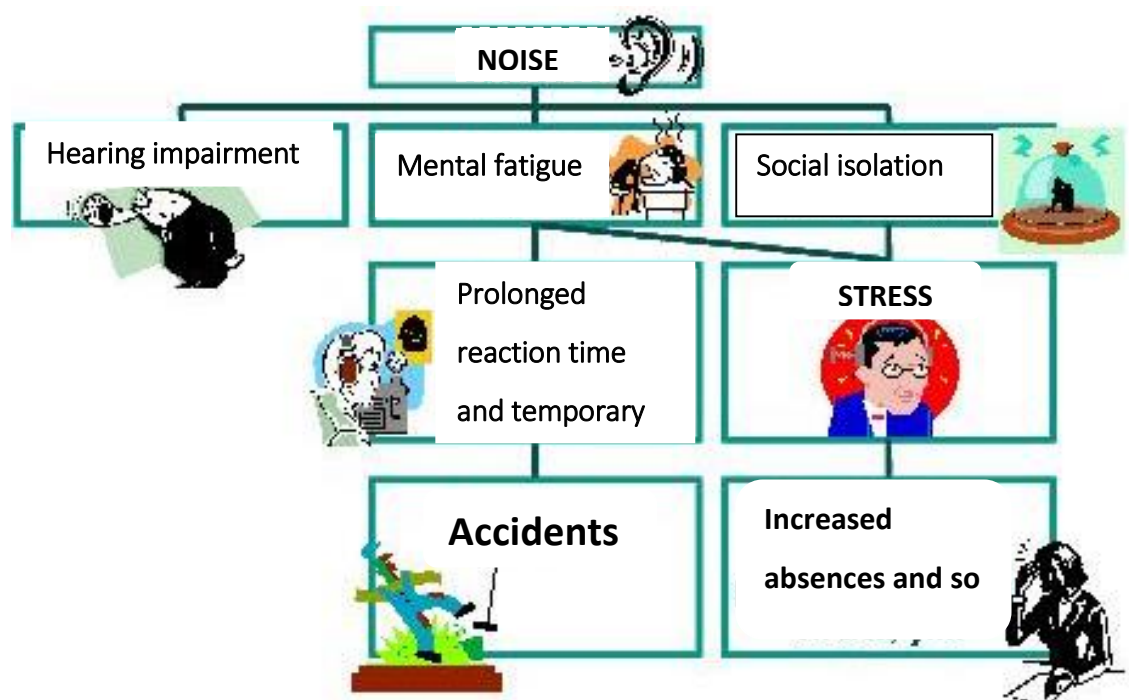 NOISE
Hearing impairment
Mental fatigue
Social isolation
Prolonged
reaction time
and temporary
STRESS
Accidents
Increased
absences and so